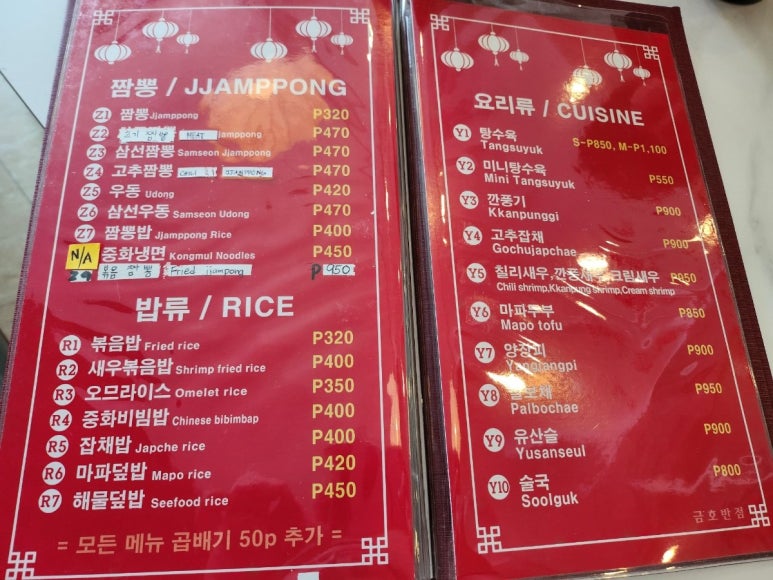 짬뽕 / JJAMPPONG
Z1 짬뽕 Jjamppong P320
Z2 고기 짬뽕 MEAT jjamppong P470
Z3 삼선짬뽕 Samseon Jjamppong P470
Z4 고추짬뽕 CHILI JJAMPPONG P470
Z5 우동 Udong P420
Z6 삼선우동 Samseon Udong P470
Z7 짬뽕밥 Jjamppong Rice P400
N/A 중화냉면 Kongmul Noodles P450
Z9 볶음 짬뽕 Fried jjampong P 950
밥류 / RICE
R1 볶음밥 Fried rice P320
R2 새우볶음밥 Shrimp fried rice P400
R3 오므라이스 Omelet rice P350
R4 중화비빔밥 Chinese bibimbap P400
R5 잡채밥 Japche rice P400
R6 마파덮밥 Mapo rice P420
R7 해물덮밥 Seefood rice P450
= 모든 메뉴 곱배기 50p 추가 =
요리류 / CUISINE
Y1 탕수육 S-P850, M-P1,100
Tangsuyuk
Y2 미니탕수육 P550
Mini Tangsuyuk
Y3 깐풍기 P900
Kkanpunggi
Y4 고추잡채 P900
Gochujapchae
Y5 칠리새우,깐풍새우,크림새우 P950
Chili shrimp,Kkanpung shrimp,Cream shrimp
Y6 마파두부 P850
Mapo tofu
Y7 양장피 P900
Yangjangpi
Y8 팔보채 P950
Palbochae
Y9 유산슬 P900
Yusanseul
Y10 술국 P800
Soolguk
금호반점